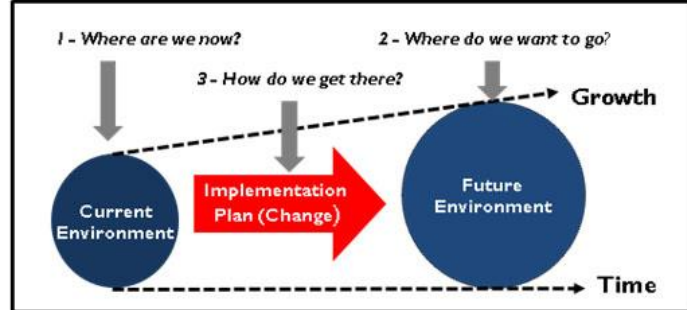 1 - Where are we now?
2 - Where do we want to go?
3 - How do we get there?
Growth
Implementation
Plan (Change)
Current
Environment
Future
Environment
Time